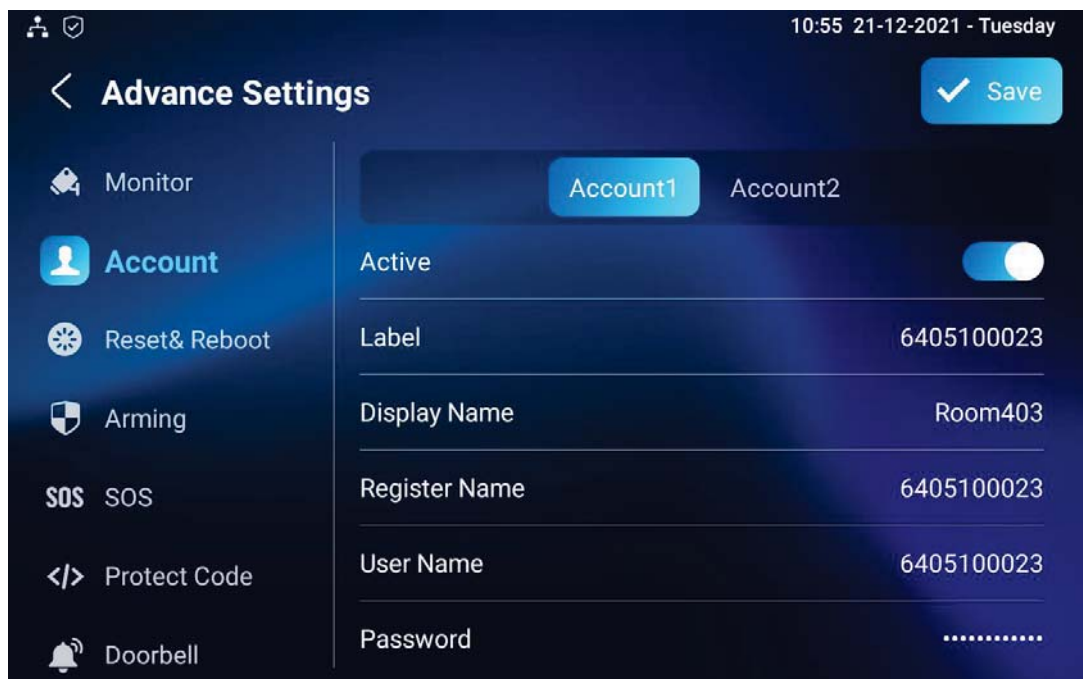 10:55 21-12-2021 - Tuesday
Advance Settings
Save
Monitor
Account
Reset& Reboot
Arming
SOS SOS
Protect Code
Doorbell
Account1 Account2
Active
Label 6405100023
Display Name Room403
Register Name 6405100023
User Name 6405100023
Password ••••••••••••